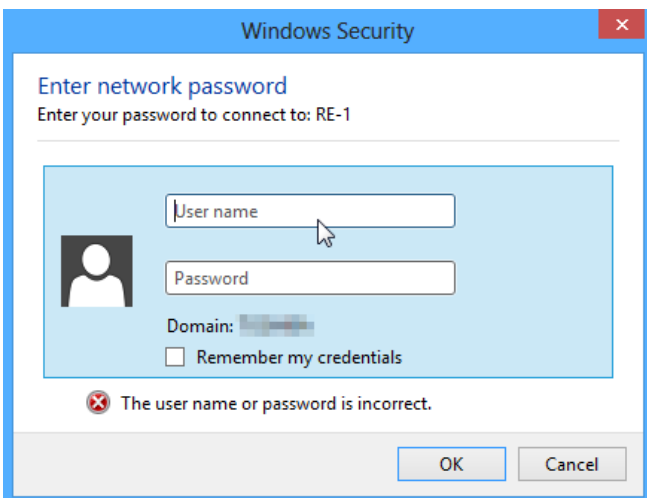 Windows Security
Enter network password
Enter your password to connect to: RE-1
User name
Password
Domain:
Remember my credentials
The user name or password is incorrect.
OK
Cancel